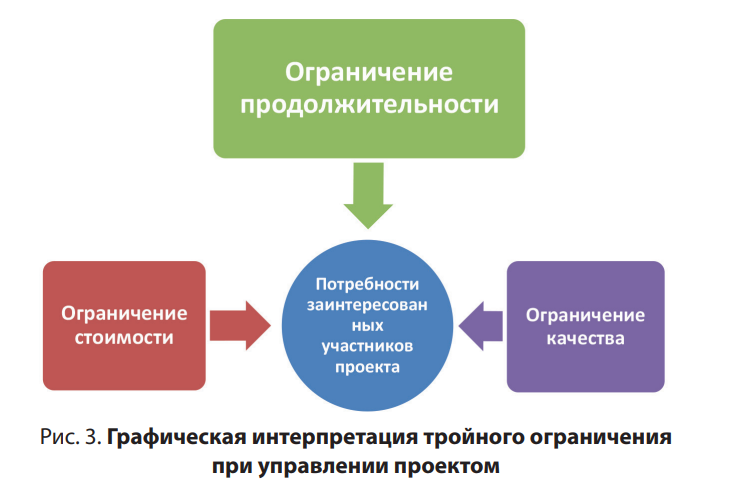 Ограничение
продолжительности
Ограничение
стоимости
Потребности
заинтересован
ных
участников
проекта
Ограничение
качества
Рис. 3. Графическая интерпретация тройного ограничения
при управлении проектом